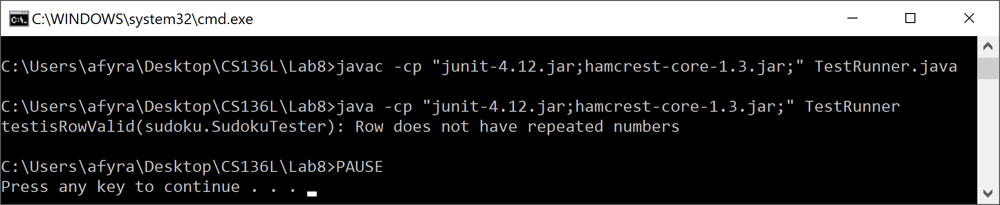 C:\WINDOWS\system32\cmd.exe
C:\Users\afyra\Desktop\CS136L\Lab8>javac -cp "junit-4.12.jar;hamcrest-core-1.3.jar;" TestRunner.java
C:\Users\afyra\Desktop\CS136L\Lab8>java -cp "junit-4.12.jar;hamcrest-core-1.3.jar;" TestRunner
testisRowValid(sudoku.SudokuTester): Row does not have repeated numbers
C:\Users\afyra\Desktop\CS136L\Lab8>PAUSE
Press any key to continue . . .